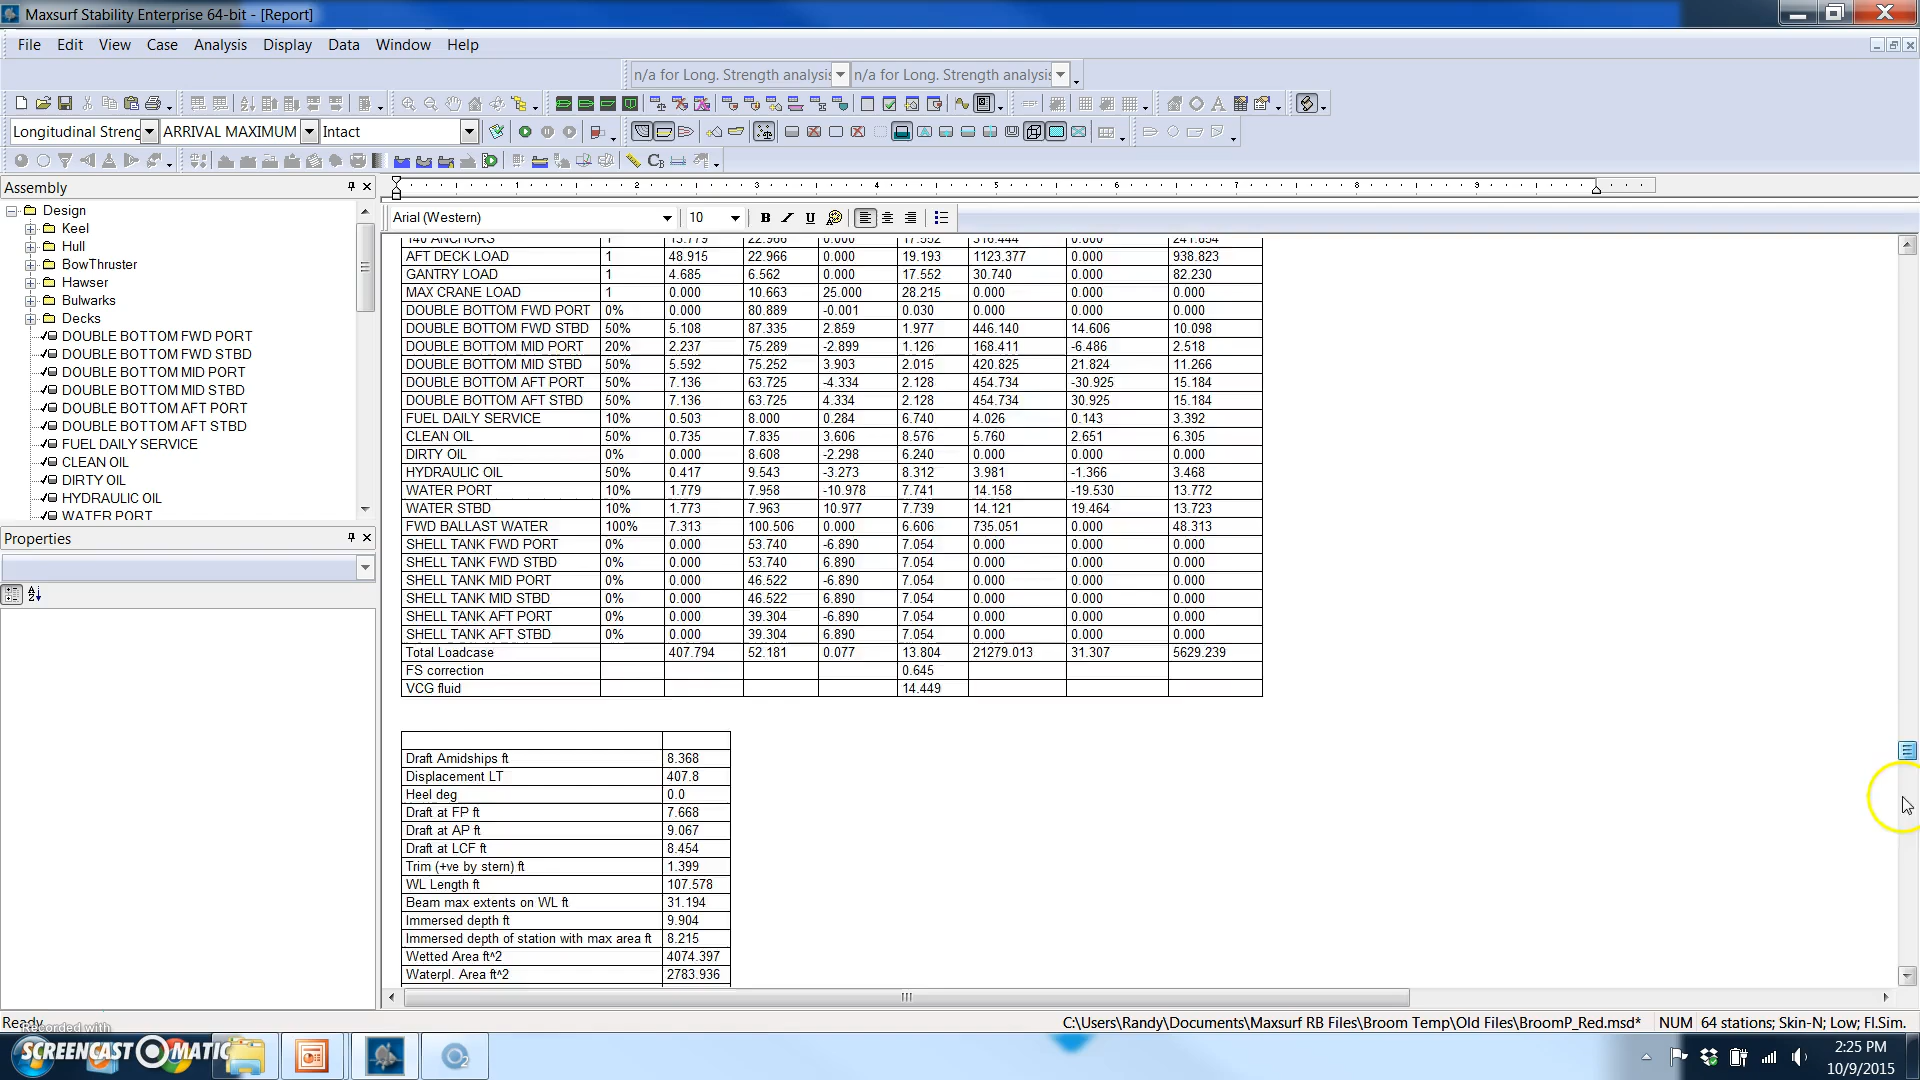 Maxsurf Stability Enterprise 64-bit - [Report]
File Edit View Case Analysis Display Data Window Help
n/a for Long. Strength analysis n/a for Long. Strength analysis
Longitudinal Streng ARRIVAL MAXIMUM Intact
Assembly
Design
Keel
Hull
BowThruster
Hawser
Bulwarks
Decks
DOUBLE BOTTOM FWD PORT
DOUBLE BOTTOM FWD STBD
DOUBLE BOTTOM MID PORT
DOUBLE BOTTOM MID STBD
DOUBLE BOTTOM AFT PORT
DOUBLE BOTTOM AFT STBD
FUEL DAILY SERVICE
CLEAN OIL
DIRTY OIL
HYDRAULIC OIL
WATER PORT
Properties
1 2 3 4 5 6 7 8 9
Arial (Western) 10 B I U
140 ANCHORS 1 13.779 22.966 0.000 17.552 316.444 0.000 241.854
AFT DECK LOAD 1 48.915 22.966 0.000 19.193 1123.377 0.000 938.823
GANTRY LOAD 1 4.685 6.562 0.000 17.552 30.740 0.000 82.230
MAX CRANE LOAD 1 0.000 10.663 25.000 28.215 0.000 0.000 0.000
DOUBLE BOTTOM FWD PORT 0% 0.000 80.889 -0.001 0.030 0.000 0.000 0.000
DOUBLE BOTTOM FWD STBD 50% 5.108 87.335 2.859 1.977 446.140 14.606 10.098
DOUBLE BOTTOM MID PORT 20% 2.237 75.289 -2.899 1.126 168.411 -6.486 2.518
DOUBLE BOTTOM MID STBD 50% 5.592 75.252 3.903 2.015 420.825 21.824 11.266
DOUBLE BOTTOM AFT PORT 50% 7.136 63.725 -4.334 2.128 454.734 -30.925 15.184
DOUBLE BOTTOM AFT STBD 50% 7.136 63.725 4.334 2.128 454.734 30.925 15.184
FUEL DAILY SERVICE 10% 0.503 8.000 0.284 6.740 4.026 0.143 3.392
CLEAN OIL 50% 0.735 7.835 3.606 8.576 5.760 2.651 6.305
DIRTY OIL 0% 0.000 8.608 -2.298 6.240 0.000 0.000 0.000
HYDRAULIC OIL 50% 0.417 9.543 -3.273 8.312 3.981 -1.366 3.468
WATER PORT 10% 1.779 7.958 -10.978 7.741 14.158 -19.530 13.772
WATER STBD 10% 1.773 7.963 10.977 7.739 14.121 19.464 13.723
FWD BALLAST WATER 100% 7.313 100.506 0.000 6.606 735.051 0.000 48.313
SHELL TANK FWD PORT 0% 0.000 53.740 -6.890 7.054 0.000 0.000 0.000
SHELL TANK FWD STBD 0% 0.000 53.740 6.890 7.054 0.000 0.000 0.000
SHELL TANK MID PORT 0% 0.000 46.522 -6.890 7.054 0.000 0.000 0.000
SHELL TANK MID STBD 0% 0.000 46.522 6.890 7.054 0.000 0.000 0.000
SHELL TANK AFT PORT 0% 0.000 39.304 -6.890 7.054 0.000 0.000 0.000
SHELL TANK AFT STBD 0% 0.000 39.304 6.890 7.054 0.000 0.000 0.000
Total Loadcase 407.794 52.181 0.077 13.804 21279.013 31.307 5629.239
FS correction 0.645
VCG fluid 14.449
Draft Amidships ft 8.368
Displacement LT 407.8
Heel deg 0.0
Draft at FP ft 7.668
Draft at AP ft 9.067
Draft at LCF ft 8.454
Trim (+ve by stern) ft 1.399
WL Length ft 107.578
Beam max extents on WL ft 31.194
Immersed depth ft 9.904
Immersed depth of station with max area ft 8.215
Wetted Area ft^2 4074.397
Waterpl. Area ft^2 2783.936
Ready C:\Users\Randy\Documents\Maxsurf RB Files\Broom Temp\Old Files\BroomP_Red.msd* NUM 64 stations; Skin-N; Low; Fl.Sim.
Recorded with
SCREENCAST MATIC
2:25 PM
10/9/2015